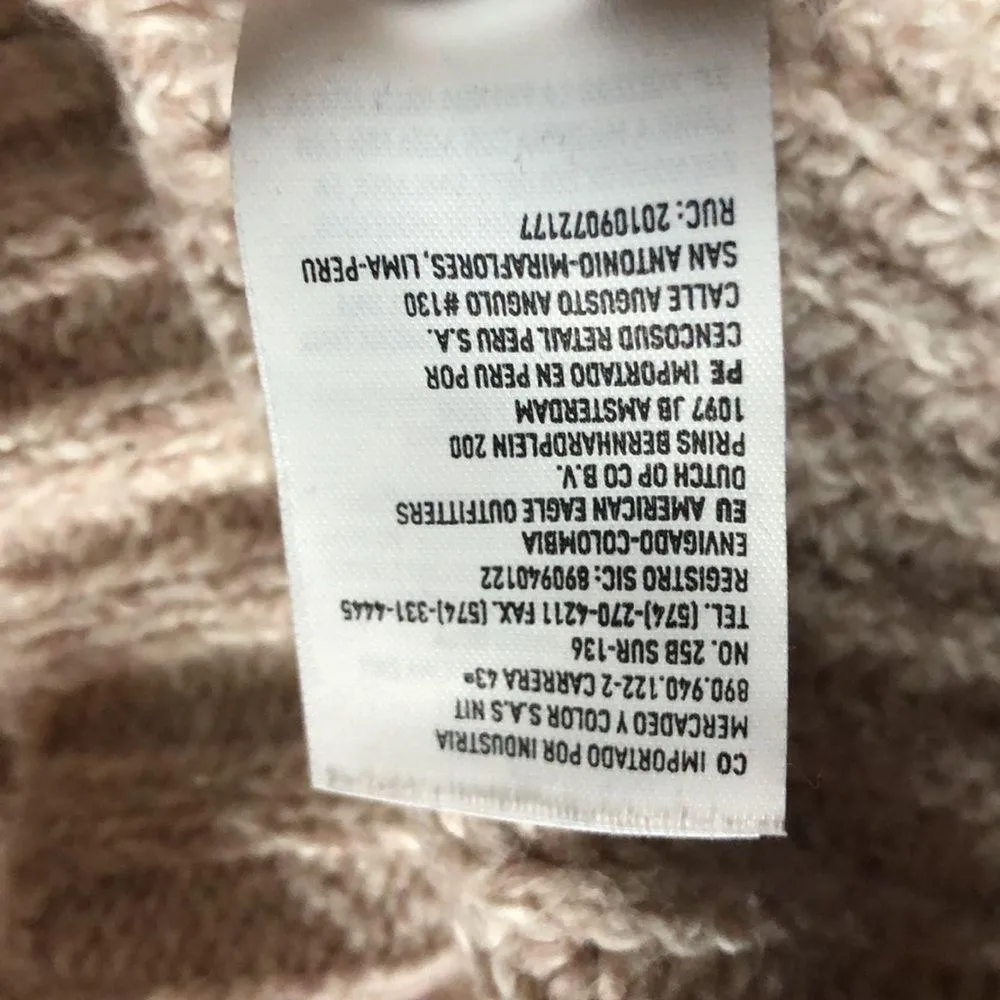 CO IMPORTADO POR INDUSTRIA
MERCADEO Y COLOR S.A.S NIT
890.940.122-2 CARRERA 43ª
NO. 25B SUR-136
TEL. (574)-270-4211 FAX. (574)-331-4445
REGISTRO SIC: 890940122
ENVIGADO-COLOMBIA
EU AMERICAN EAGLE OUTFITTERS
DUTCH OP CO B.V.
PRINS BERNHARDPLEIN 200
1097 JB AMSTERDAM
PE IMPORTADO EN PERU POR
CENCOSUD RETAIL PERU S.A.
CALLE AUGUSTO ANGULO #130
SAN ANTONIO-MIRAFLORES, LIMA-PERU
RUC: 20109072177